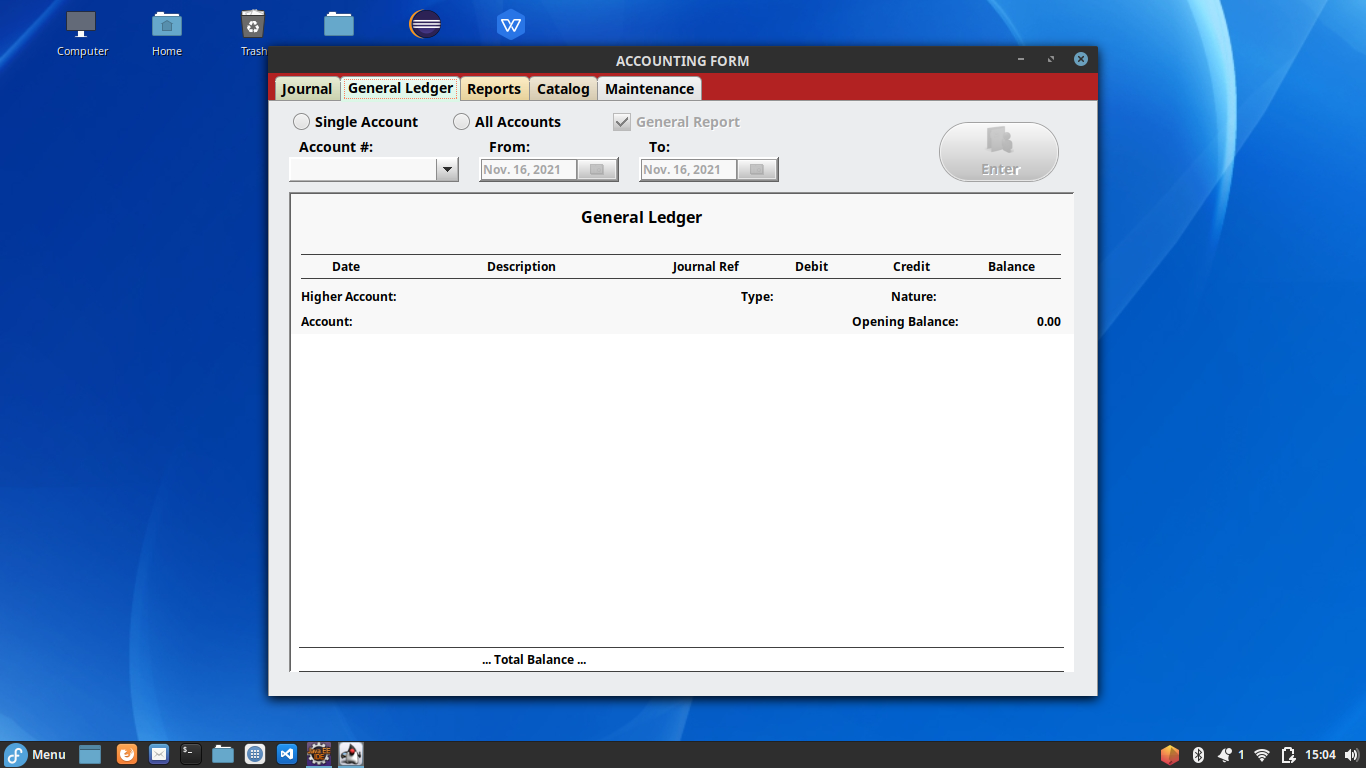 Computer
Home
Trash
ACCOUNTING FORM
Journal General Ledger Reports Catalog Maintenance
Single Account All Accounts General Report
Account #: From: To:
Nov. 16, 2021 Nov. 16, 2021
Enter
General Ledger
Date Description Journal Ref Debit Credit Balance
Higher Account: Type: Nature:
Account: Opening Balance: 0.00
... Total Balance ...
Menu 1 15:04